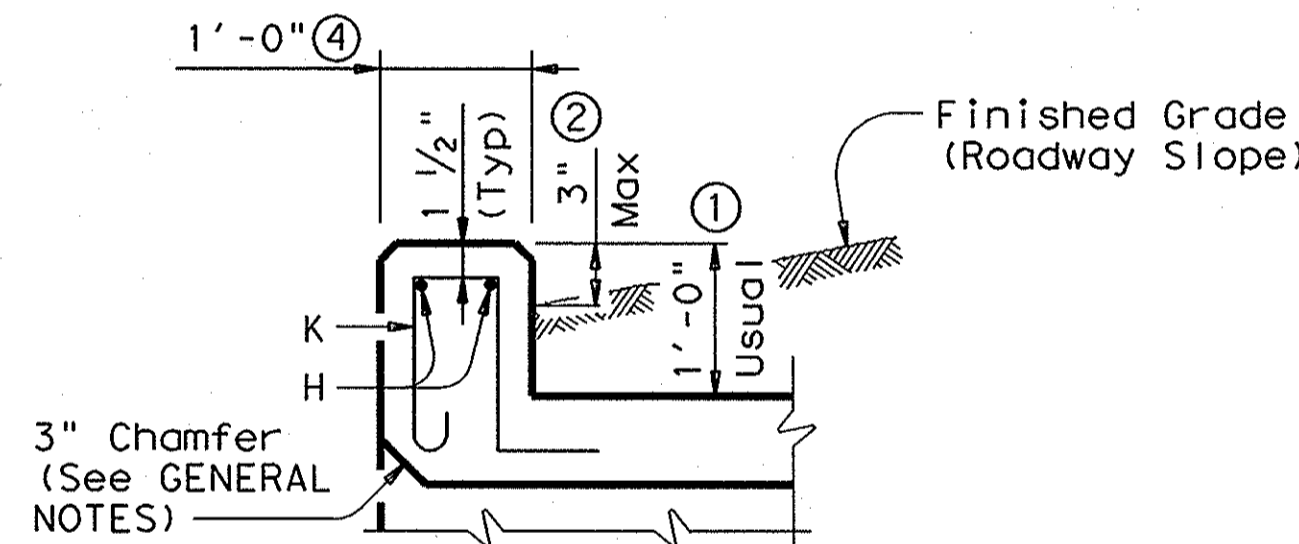 1'-0" ④
1 ½"
(Typ)
②
3"
Max
①
1'-0"
Usual
Finished Grade
(Roadway Slope)
K
H
3" Chamfer
(See GENERAL
NOTES)